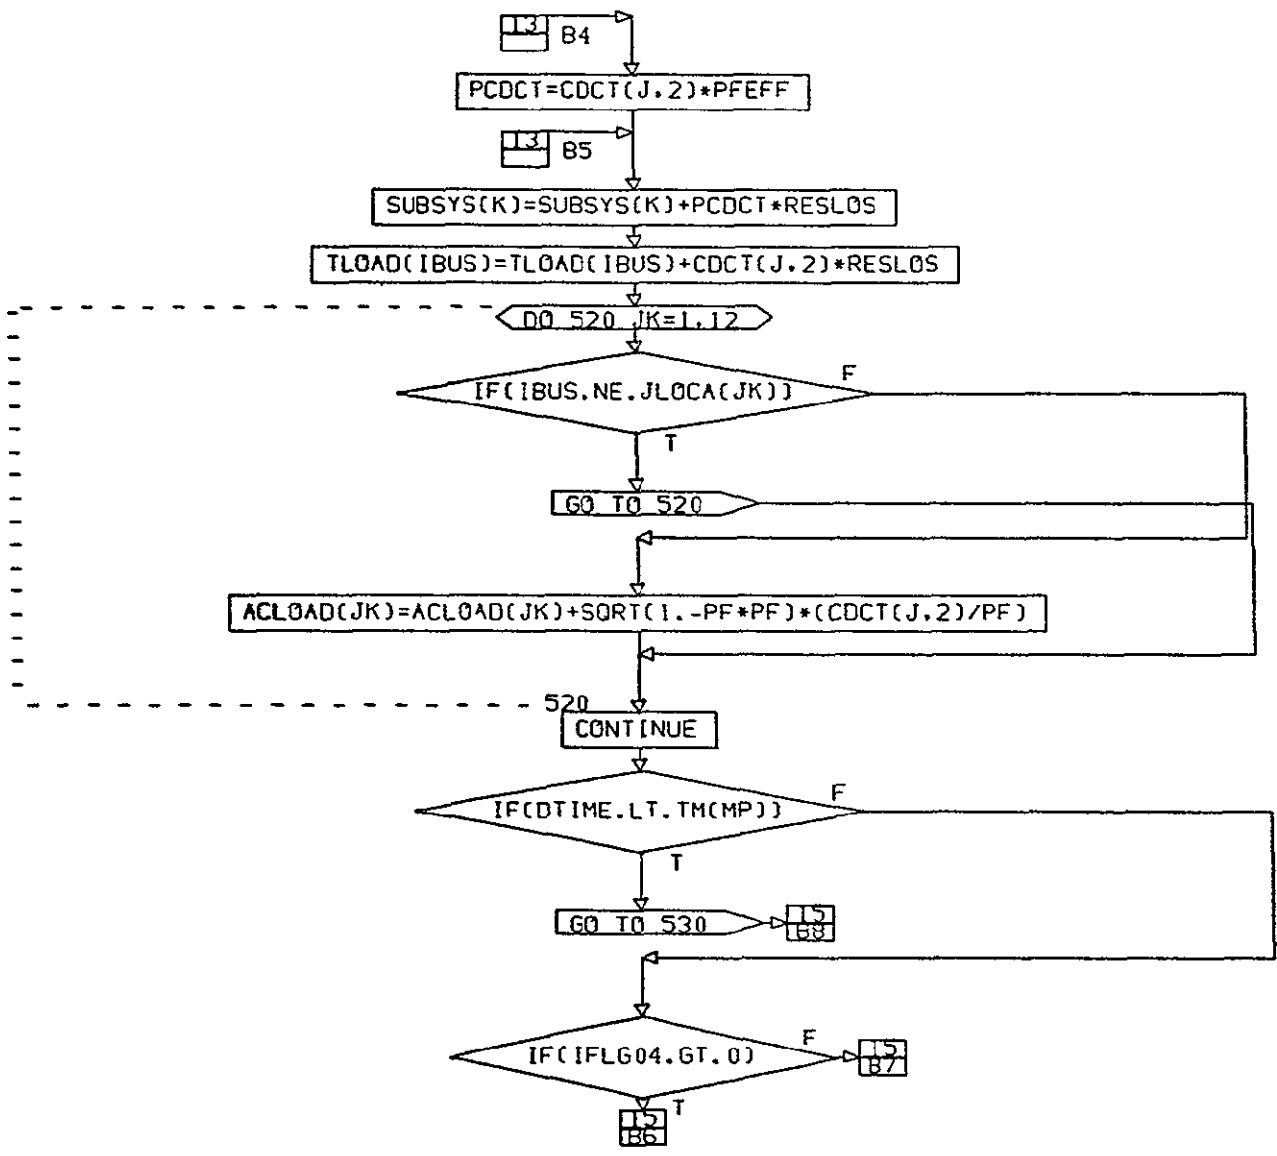 13 B4
PCDCT=CDCT(J,2)*PFEFF
13 B5
SUBSYS(K)=SUBSYS(K)+PCDCT*RESLOS
TLOAD(IBUS)=TLOAD(IBUS)+CDCT(J,2)*RESLOS
DO 520 JK=1,12
F
IF(IBUS.NE.JLOCA(JK))
T
GO TO 520
ACLOAD(JK)=ACLOAD(JK)+SQRT(1.-PF*PF)*(CDCT(J,2)/PF)
520
CONTINUE
F
IF(DTIME.LT.TM(MP))
T
GO TO 530
15
B8
F
IF(IFLG04.GT.0)
15
B7
T
15
B6